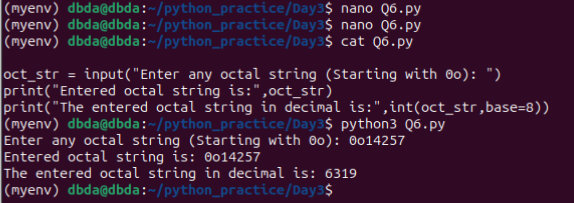 (myenv) dbda@dbda:~/python_practice/Day3$ nano Q6.py
(myenv) dbda@dbda:~/python_practice/Day3$ nano Q6.py
(myenv) dbda@dbda:~/python_practice/Day3$ cat Q6.py
oct_str = input("Enter any octal string (Starting with 0o): ")
print("Entered octal string is:",oct_str)
print("The entered octal string in decimal is:",int(oct_str,base=8))
(myenv) dbda@dbda:~/python_practice/Day3$ python3 Q6.py
Enter any octal string (Starting with 0o): 0o14257
Entered octal string is: 0o14257
The entered octal string in decimal is: 6319
(myenv) dbda@dbda:~/python_practice/Day3$